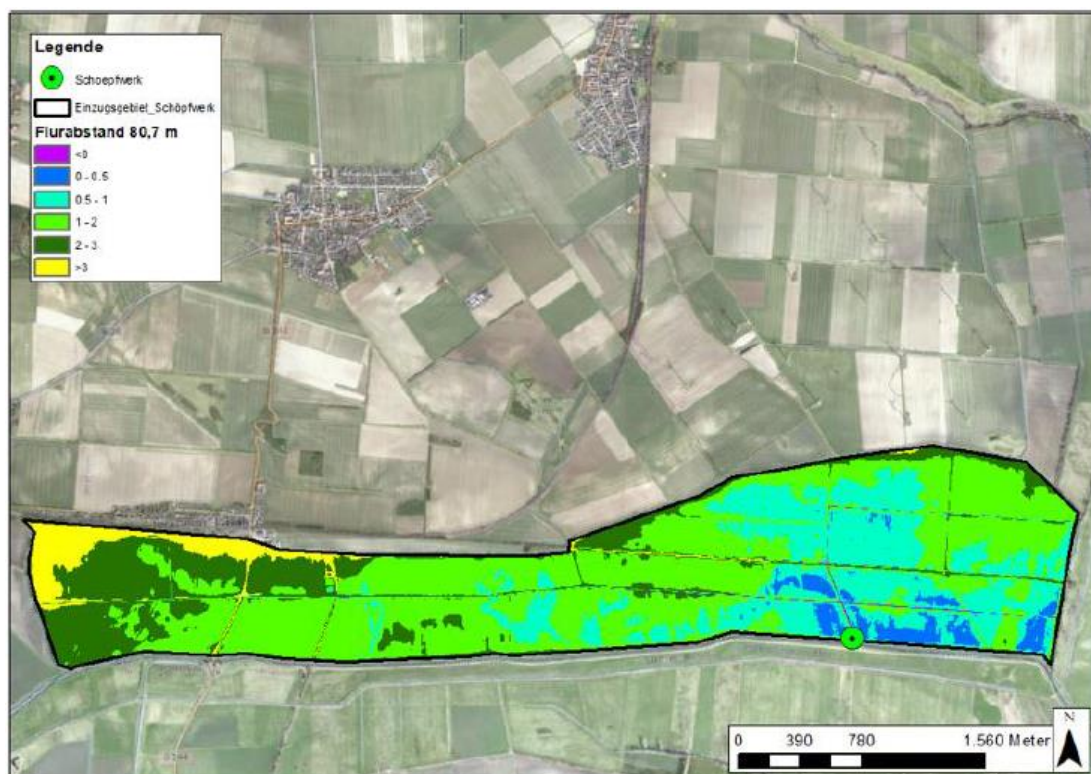 Legende
Schoepfwerk
Einzugsgebiet_Schöpfwerk
Flurabstand 80,7 m
<0
0 - 0.5
0.5 - 1
1 - 2
2 - 3
>3
N
0 390 780 1.560 Meter